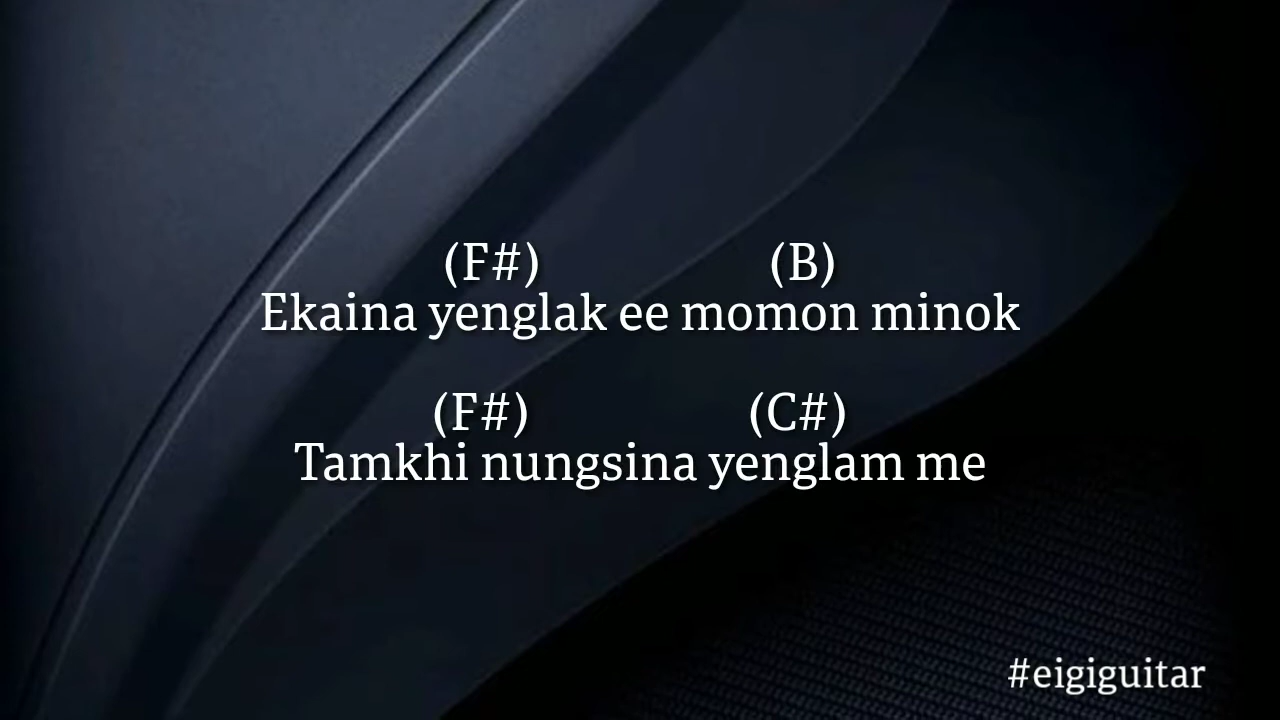 (F#) (B)
Ekaina yenglak ee momon minok
(F#) (C#)
Tamkhi nungsina yenglam me
#eigiguitar